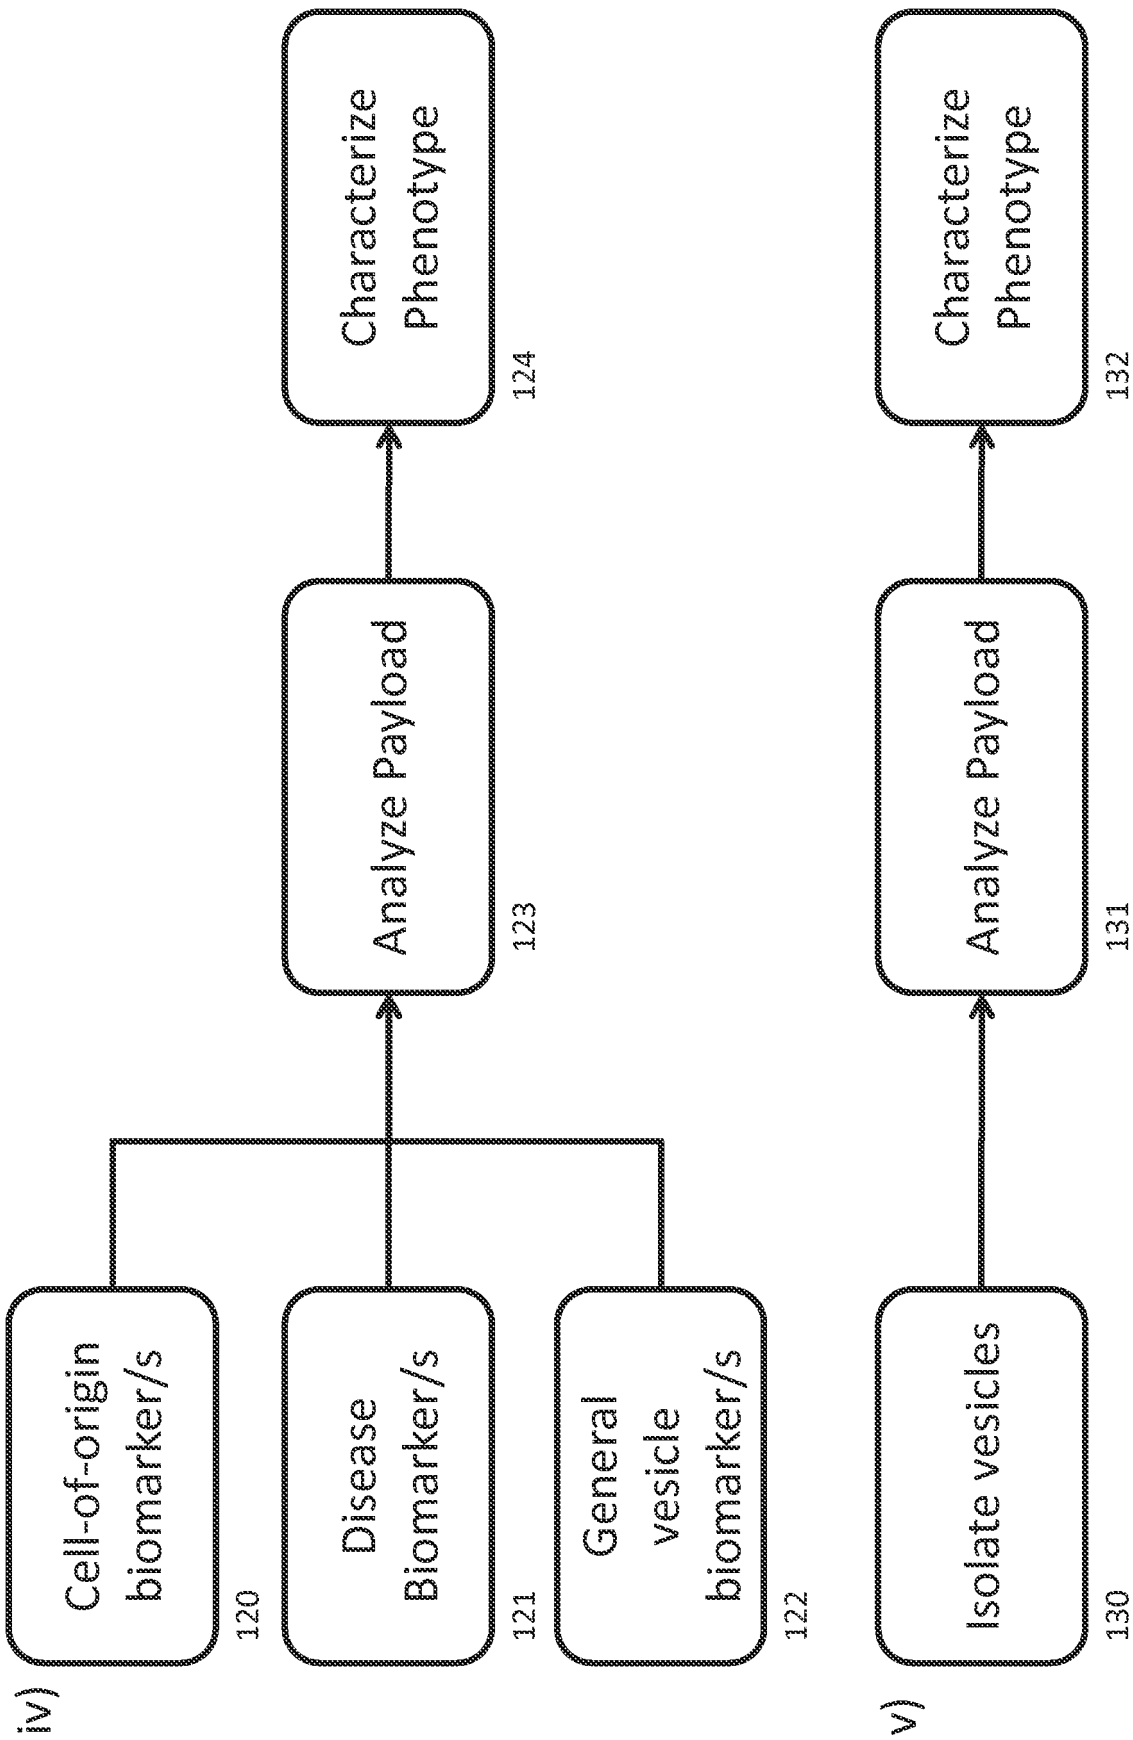 iv)
Cell-of-origin
biomarker/s
120
Disease
Biomarker/s
121
General
vesicle
biomarker/s
122
Analyze Payload
123
Characterize
Phenotype
124
v)
Isolate vesicles
130
Analyze Payload
131
Characterize
Phenotype
132